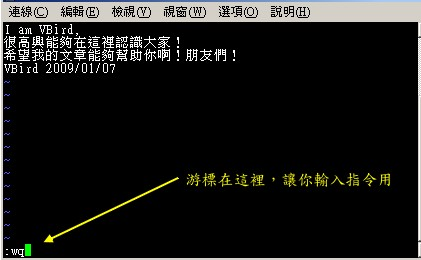 連線(C) 編輯(E) 檢視(V) 視窗(W) 選項(O) 說明(H)
I am VBird,
很高興能夠在這裡認識大家！
希望我的文章能夠幫助你啊！朋友們！
VBird 2009/01/07
~
~
~
~
~
~
~
游標在這裡，讓你輸入指令用
~
~
~
:wq